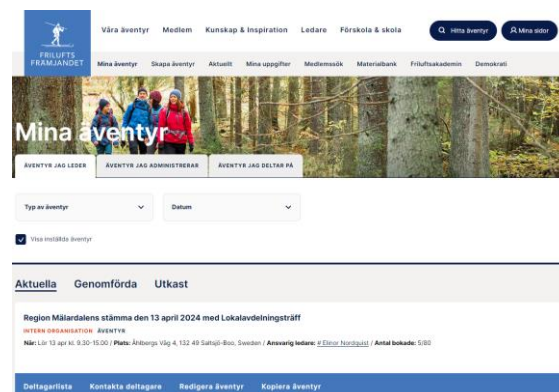 Våra äventyr Medlem Kunskap & Inspiration Ledare Förskola & skola Hitta äventyr Mina sidor
FRILUFTS
FRÄMJANDET
Mina äventyr Skapa äventyr Aktuellt Mina uppgifter Medlemssök Materialbank Friluftsakademin Demokrati
Mina äventyr
ÄVENTYR JAG LEDER ÄVENTYR JAG ADMINISTRERAR ÄVENTYR JAG DELTAR PÅ
Typ av äventyr Datum
Visa inställda äventyr
Aktuella Genomförda Utkast
Region Mälardalens stämma den 13 april 2024 med Lokalavdelningsträff
INTERN ORGANISATION ÄVENTYR
När: Lör 13 apr kl. 9.30-15.00 / Plats: Åhlbergs Väg 4, 132 49 Saltsjö-Boo, Sweden / Ansvarig ledare: # Elinor Nordquist / Antal bokade: 5/80
Deltagarlista Kontakta deltagare Redigera äventyr Kopiera äventyr